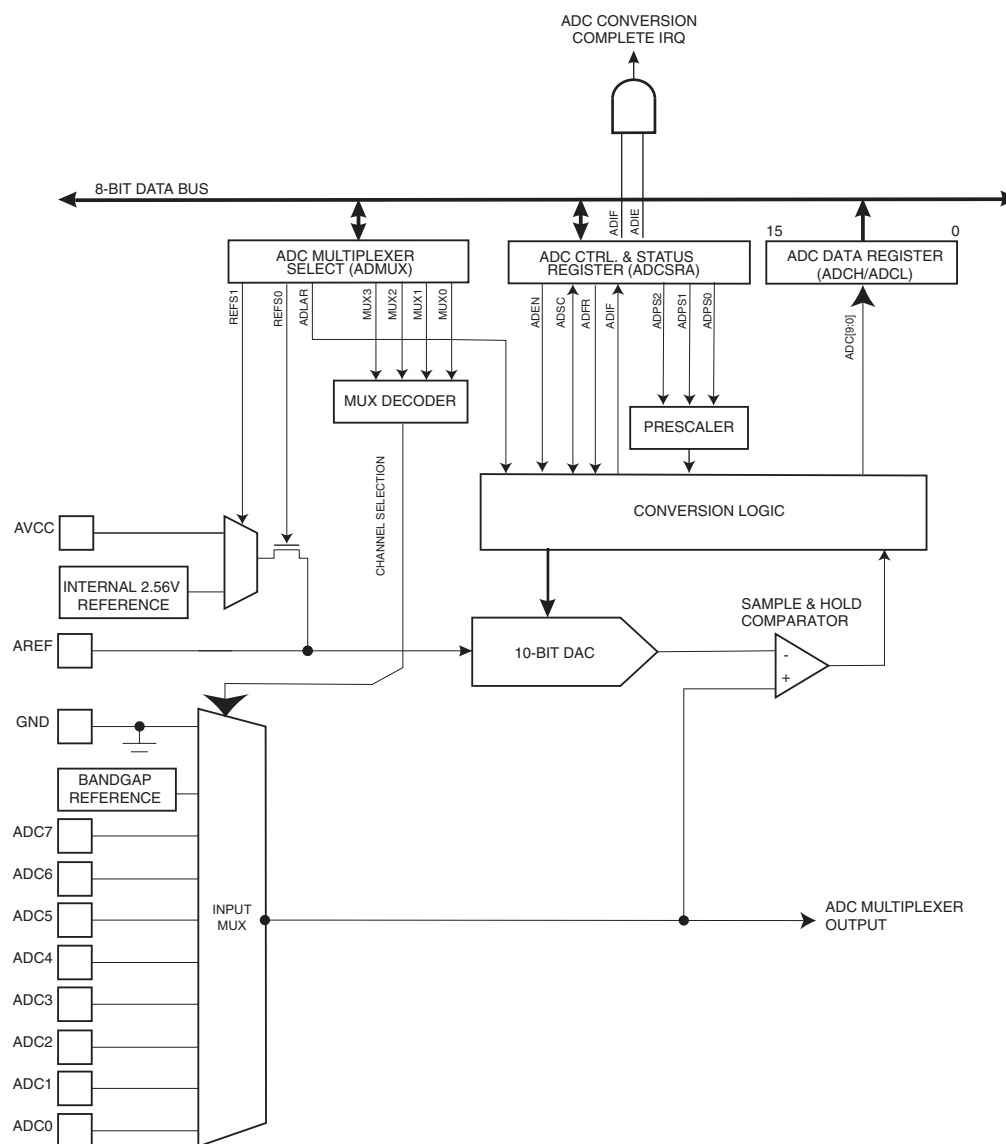 ADC CONVERSION
COMPLETE IRQ
8-BIT DATA BUS
ADIF
ADIE
15
0
ADC MULTIPLEXER
SELECT (ADMUX)
ADC CTRL. & STATUS
REGISTER (ADCSRA)
ADC DATA REGISTER
(ADCH/ADCL)
REFS1
REFS0
ADLAR
MUX3
MUX2
MUX1
MUX0
ADEN
ADSC
ADFR
ADIF
ADPS2
ADPS1
ADPS0
ADC[9:0]
MUX DECODER
PRESCALER
CHANNEL SELECTION
CONVERSION LOGIC
AVCC
INTERNAL 2.56V
REFERENCE
SAMPLE & HOLD
COMPARATOR
AREF
10-BIT DAC
-
+
GND
BANDGAP
REFERENCE
ADC7
ADC6
ADC5
INPUT
MUX
ADC MULTIPLEXER
OUTPUT
ADC4
ADC3
ADC2
ADC1
ADC0